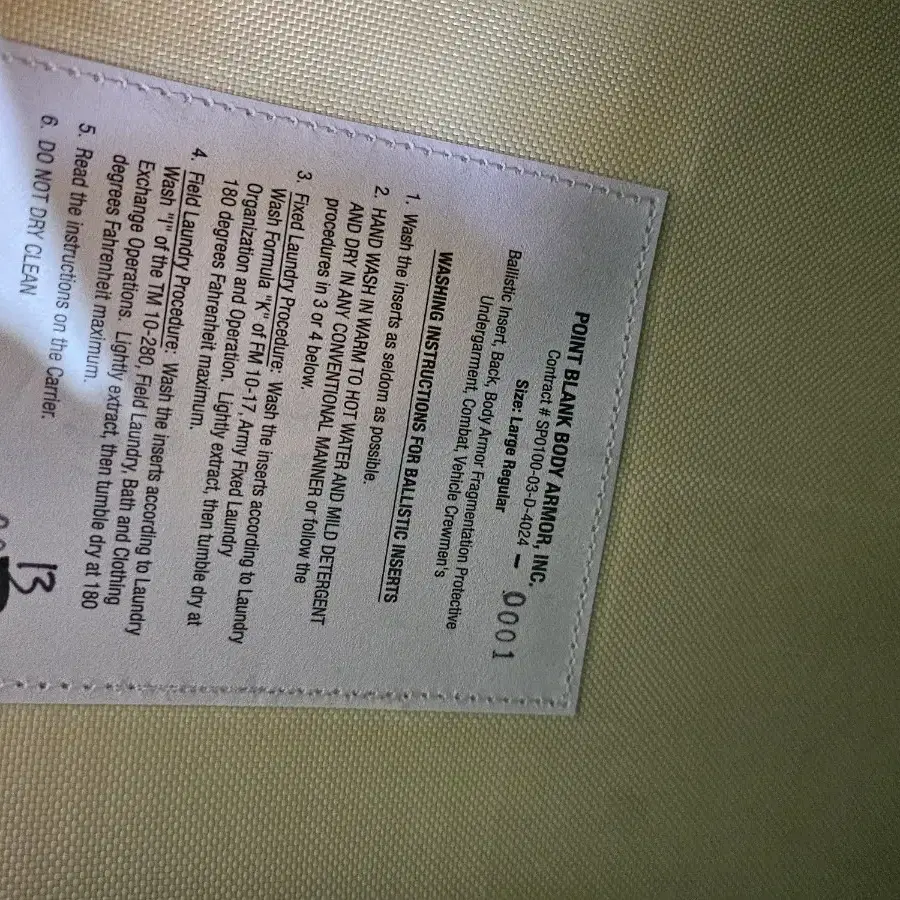 POINT BLANK BODY ARMOR, INC.
Contract # SP0100-03-D-4024 – 0001
Size: Large Regular
Ballistic Insert, Back, Body Armor Fragmentation Protective
Undergarment, Combat, Vehicle Crewmen's
WASHING INSTRUCTIONS FOR BALLISTIC INSERTS
1. Wash the inserts as seldom as possible.
2. HAND WASH IN WARM TO HOT WATER AND MILD DETERGENT
AND DRY IN ANY CONVENTIONAL MANNER or follow the
procedures in 3 or 4 below.
3. Fixed Laundry Procedure: Wash the inserts according to Laundry
Wash Formula "K" of FM 10-17, Army Fixed Laundry
Organization and Operation. Lightly extract, then tumble dry at
180 degrees Fahrenheit maximum.
4. Field Laundry Procedure: Wash the inserts according to Laundry
Wash "I" of the TM 10-280, Field Laundry, Bath and Clothing
Exchange Operations. Lightly extract, then tumble dry at 180
degrees Fahrenheit maximum.
5. Read the instructions on the Carrier.
6. DO NOT DRY CLEAN
13